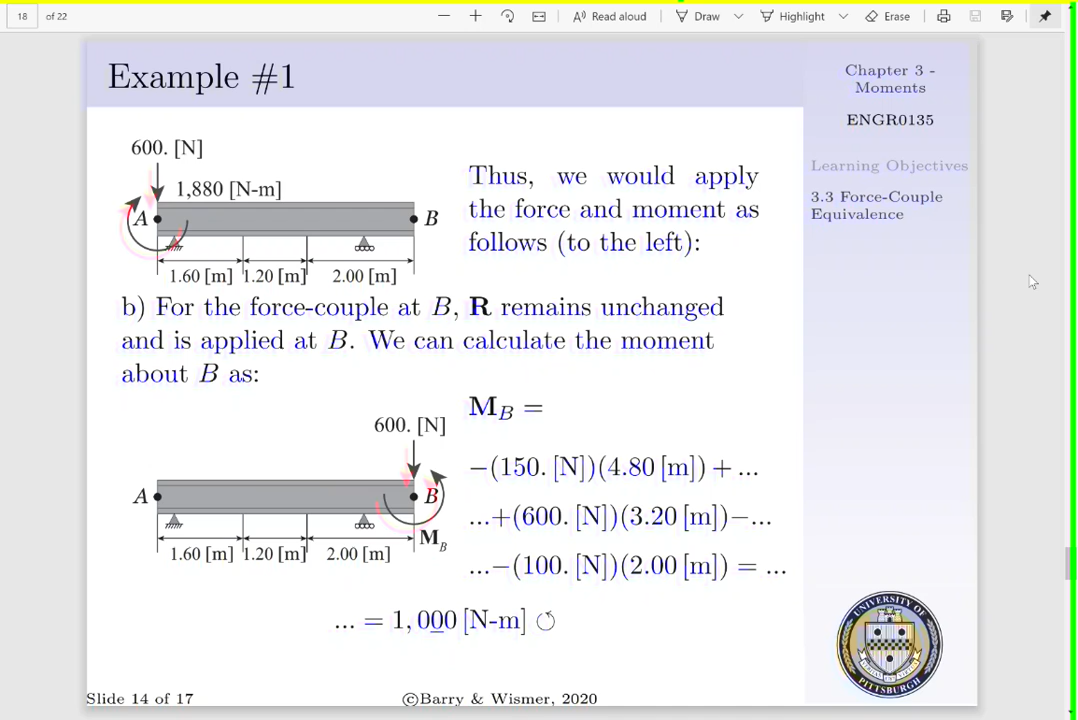 18 of 22
Read aloud
Draw
Highlight
Erase
Example #1
Chapter 3 -
Moments
ENGR0135
Learning Objectives
3.3 Force-Couple
Equivalence
600. [N]
1,880 [N-m]
A
B
1.60 [m] 1.20 [m] 2.00 [m]
Thus, we would apply
the force and moment as
follows (to the left):
b) For the force-couple at B, R remains unchanged
and is applied at B. We can calculate the moment
about B as:
600. [N]
A
B
M_B
1.60 [m] 1.20 [m] 2.00 [m]
M_B =
−(150. [N])(4.80 [m]) + ...
...+(600. [N])(3.20 [m])−...
...−(100. [N])(2.00 [m]) = ...
... = 1,000 [N-m] ↺
UNIVERSITY OF
PITTSBURGH
Slide 14 of 17
©Barry & Wismer, 2020